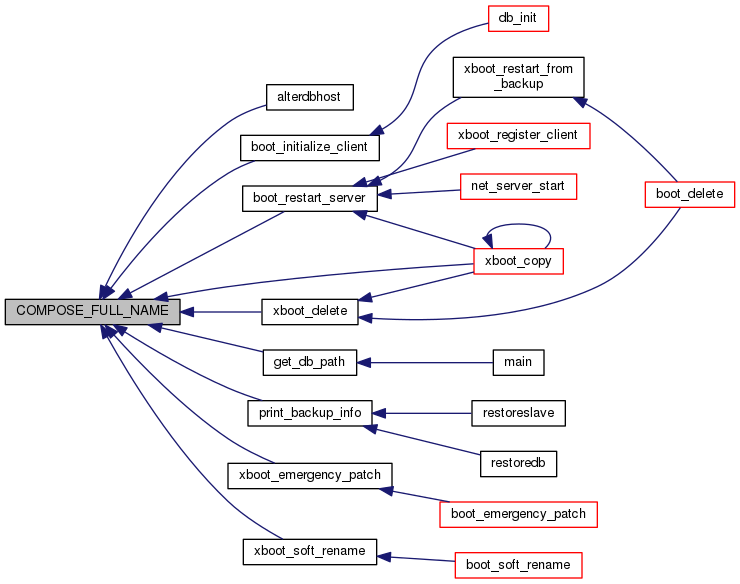 db_init
xboot_restart_from
_backup
alterdbhost
xboot_register_client
boot_initialize_client
net_server_start
boot_delete
boot_restart_server
xboot_copy
COMPOSE_FULL_NAME
xboot_delete
get_db_path
main
print_backup_info
restoreslave
restoredb
xboot_emergency_patch
boot_emergency_patch
xboot_soft_rename
boot_soft_rename